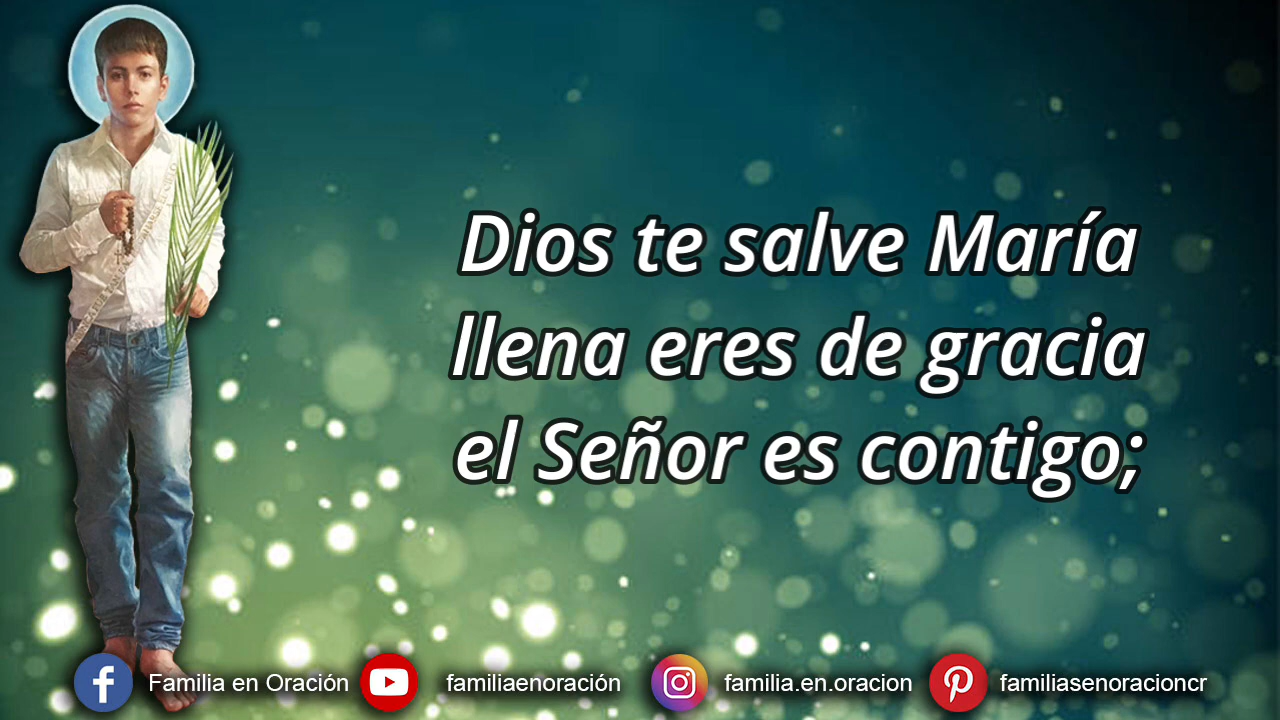 Dios te salve María
llena eres de gracia
el Señor es contigo;
Familia en Oración
familiaenoración
familia.en.oracion
familiasenoracioncr